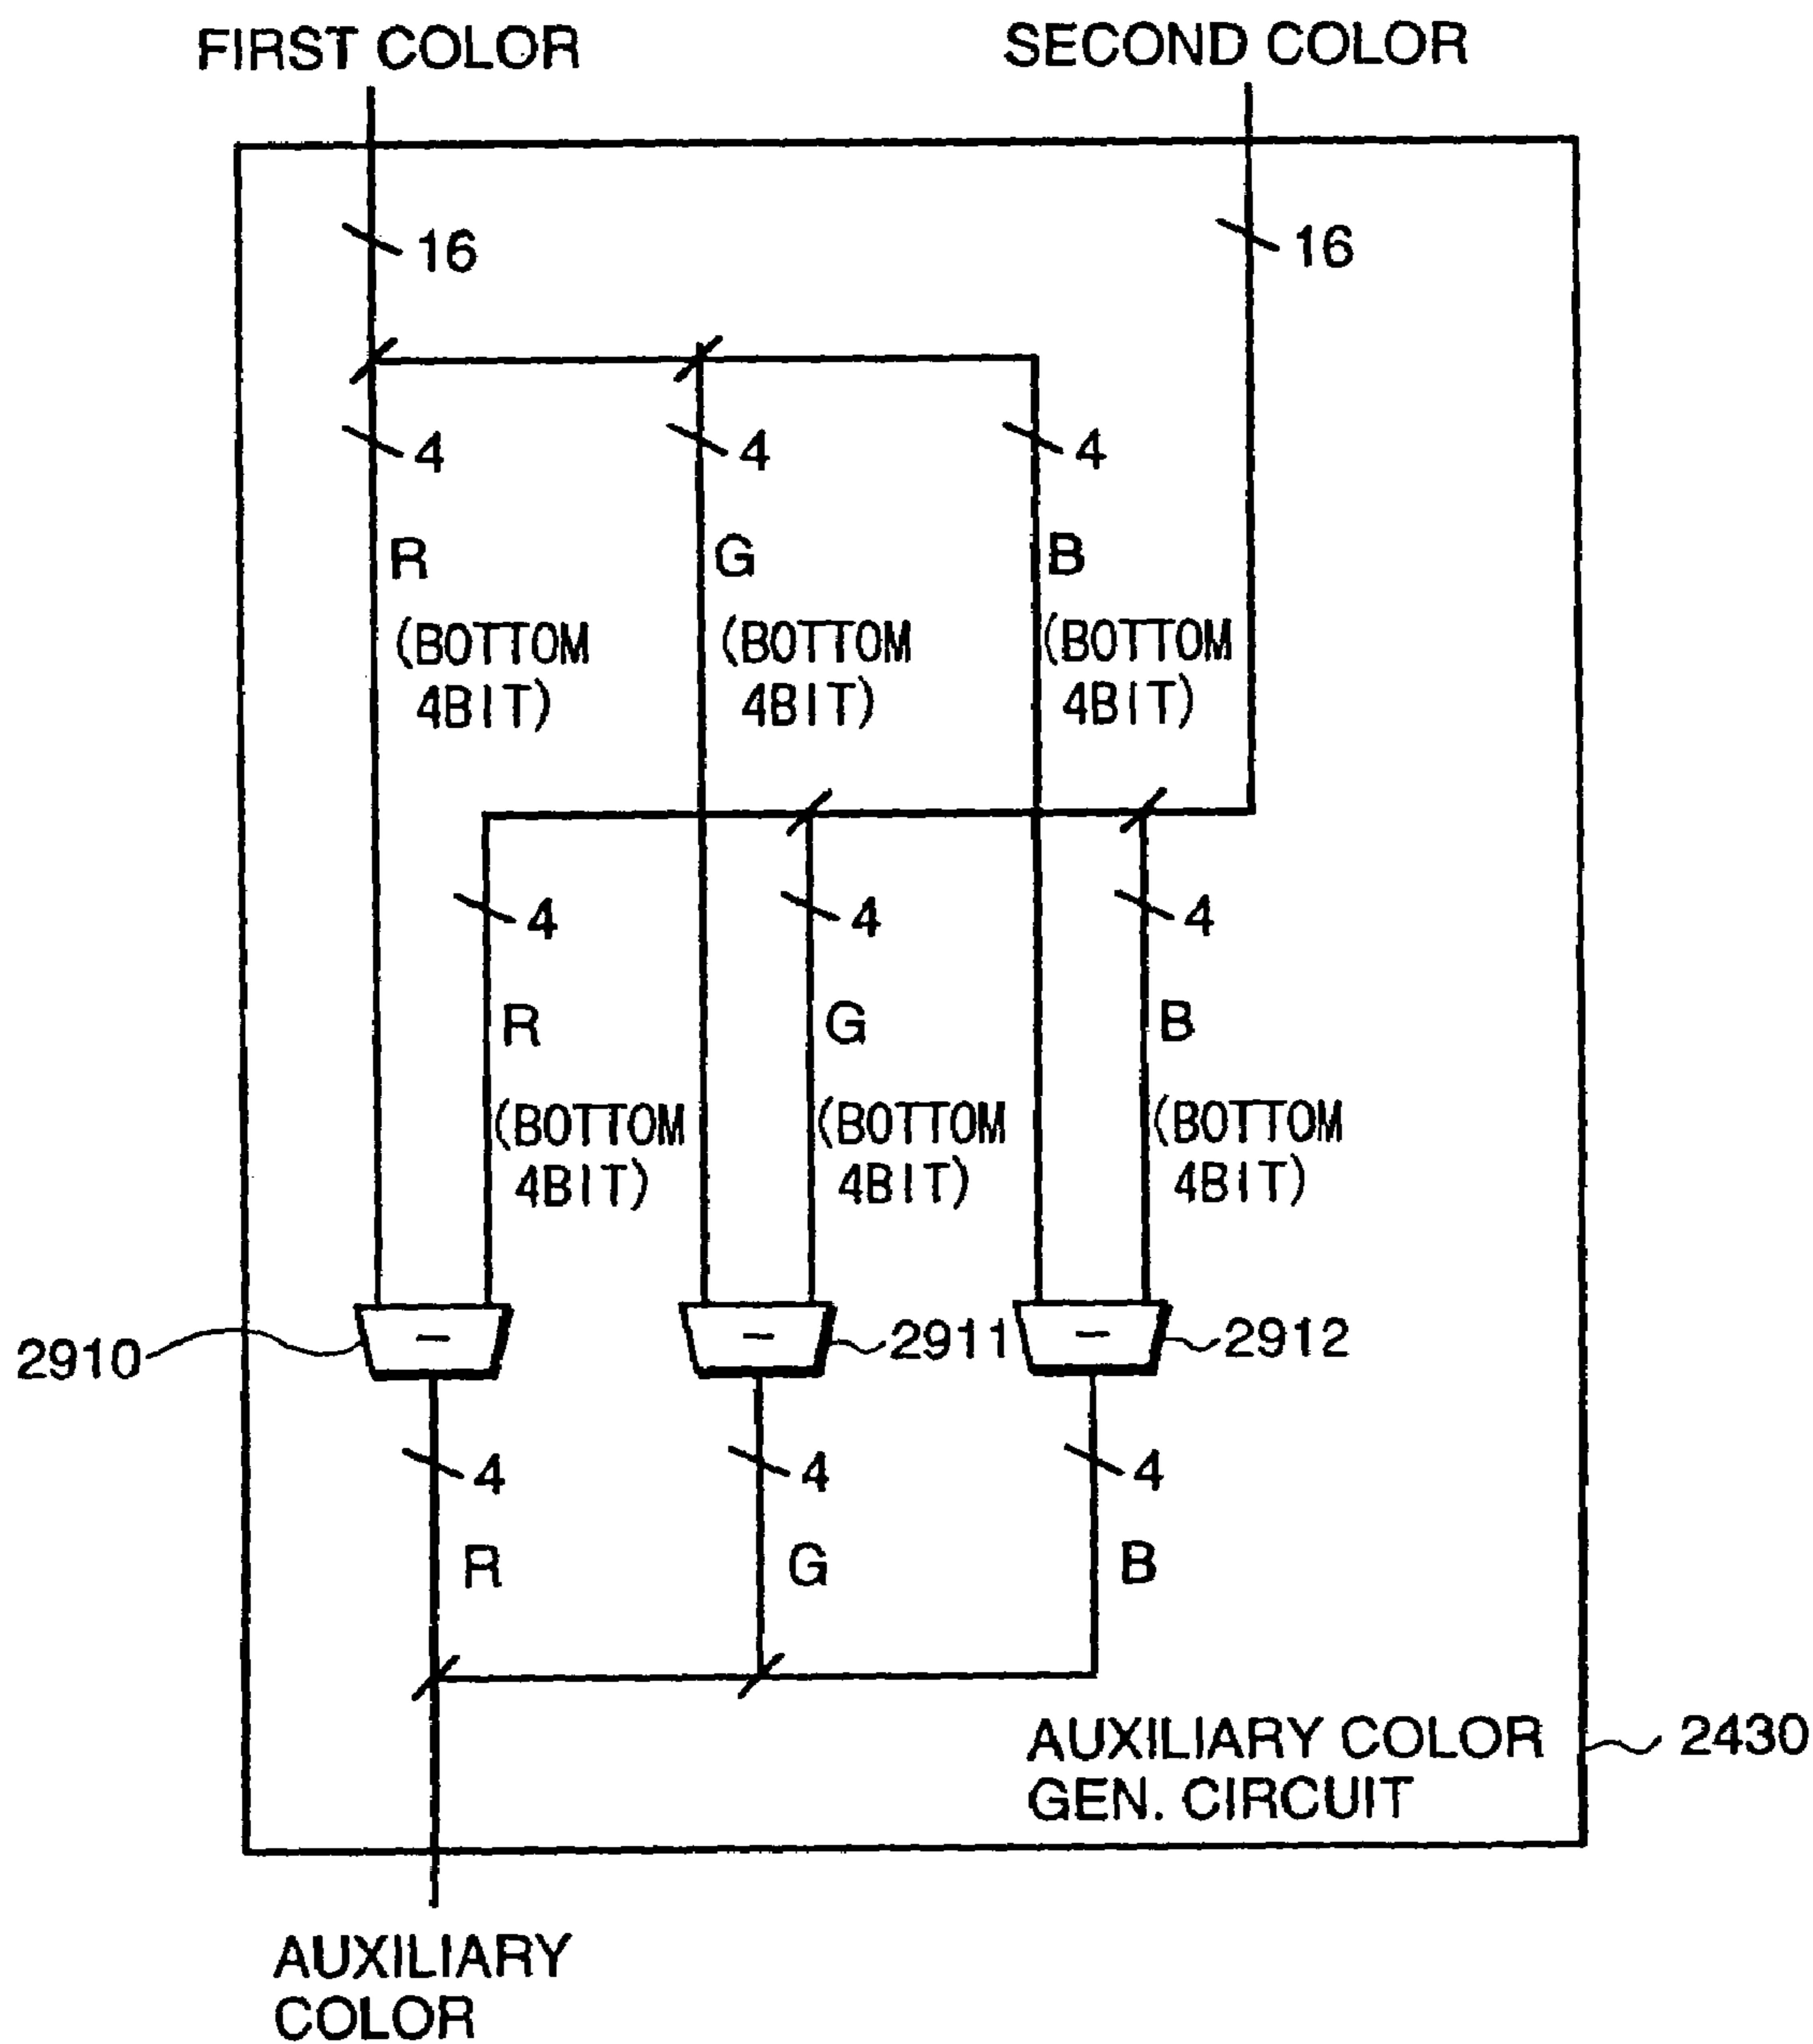 FIRST COLOR
SECOND COLOR
16
16
4
4
4
R
G
B
(BOTTOM
4BIT)
(BOTTOM
4BIT)
(BOTTOM
4BIT)
4
4
4
R
G
B
(BOTTOM
4BIT)
(BOTTOM
4BIT)
(BOTTOM
4BIT)
2910
−
−
2911
−
2912
4
4
4
R
G
B
AUXILIARY COLOR
GEN. CIRCUIT
2430
AUXILIARY
COLOR